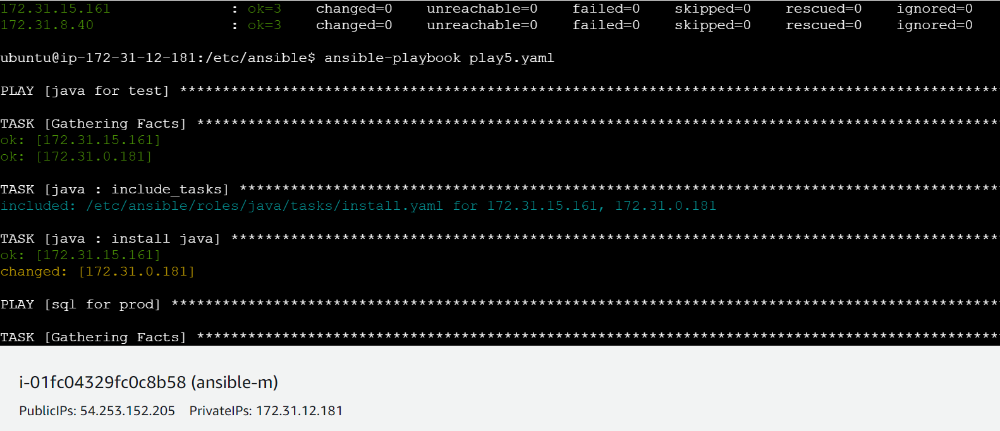 172.31.15.161 : ok=3 changed=0 unreachable=0 failed=0 skipped=0 rescued=0 ignored=0
172.31.8.40 : ok=3 changed=0 unreachable=0 failed=0 skipped=0 rescued=0 ignored=0
ubuntu@ip-172-31-12-181:/etc/ansible$ ansible-playbook play5.yaml
PLAY [java for test] ************************************************************************************************
TASK [Gathering Facts] **********************************************************************************************
ok: [172.31.15.161]
ok: [172.31.0.181]
TASK [java : include_tasks] *****************************************************************************************
included: /etc/ansible/roles/java/tasks/install.yaml for 172.31.15.161, 172.31.0.181
TASK [java : install java] ******************************************************************************************
ok: [172.31.15.161]
changed: [172.31.0.181]
PLAY [sql for prod] *************************************************************************************************
TASK [Gathering Facts] **********************************************************************************************
i-01fc04329fc0c8b58 (ansible-m)
PublicIPs: 54.253.152.205 PrivateIPs: 172.31.12.181